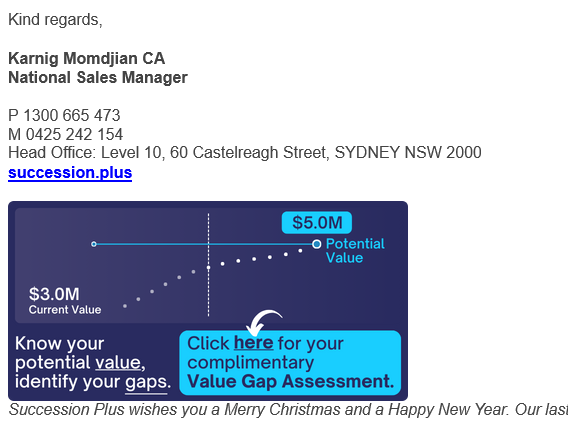 Kind regards,
Karnig Momdjian CA
National Sales Manager
P 1300 665 473
M 0425 242 154
Head Office: Level 10, 60 Castelreagh Street, SYDNEY NSW 2000
succession.plus
$5.0M
Potential
Value
$3.0M
Current Value
Know your
potential value,
identify your gaps.
Click here for your
complimentary
Value Gap Assessment.
Succession Plus wishes you a Merry Christmas and a Happy New Year. Our last